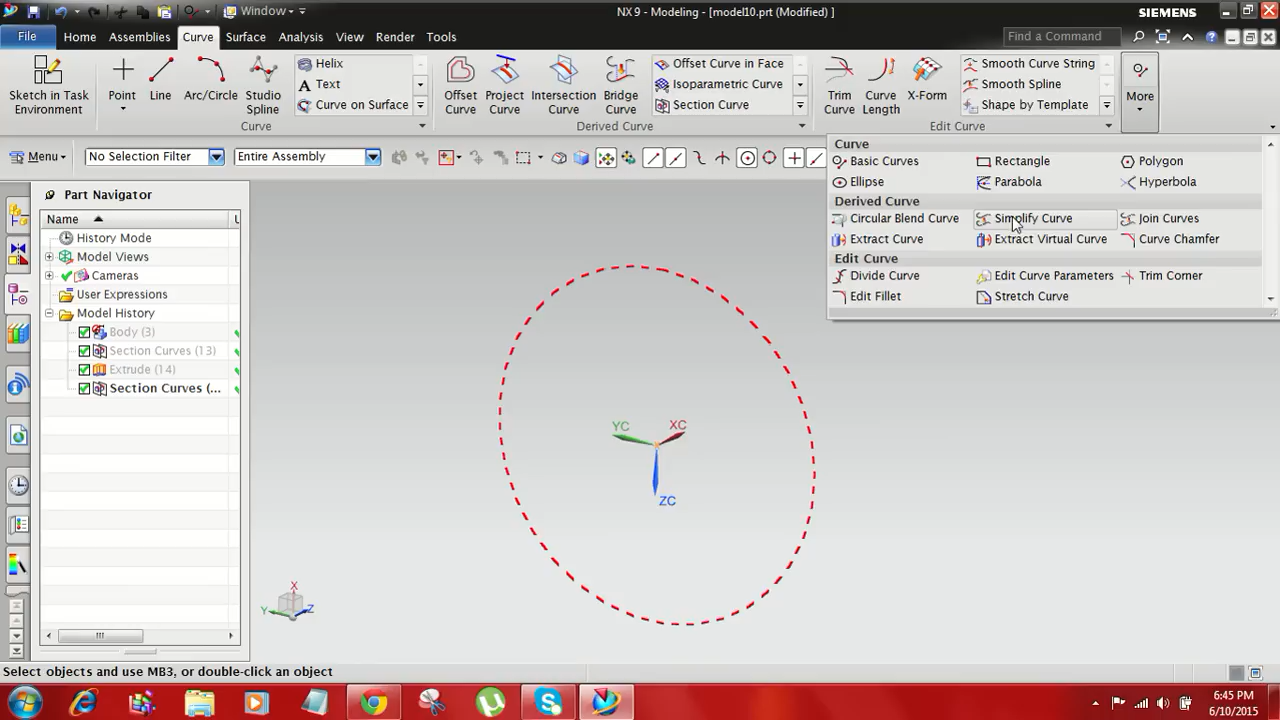 Window
NX 9 - Modeling - [model10.prt (Modified) ]
SIEMENS
File
Home
Assemblies
Curve
Surface
Analysis
View
Render
Tools
Find a Command
Sketch in Task Environment
Point
Line
Arc/Circle
Studio Spline
Helix
Text
Curve on Surface
Curve
Offset Curve
Project Curve
Intersection Curve
Bridge Curve
Offset Curve in Face
Isoparametric Curve
Section Curve
Derived Curve
Trim Curve
Curve Length
X-Form
Smooth Curve String
Smooth Spline
Shape by Template
Edit Curve
More
Menu
No Selection Filter
Entire Assembly
Curve
Basic Curves
Rectangle
Polygon
Ellipse
Parabola
Hyperbola
Derived Curve
Circular Blend Curve
Simplify Curve
Join Curves
Extract Curve
Extract Virtual Curve
Curve Chamfer
Edit Curve
Divide Curve
Edit Curve Parameters
Trim Corner
Edit Fillet
Stretch Curve
Part Navigator
Name
U
History Mode
Model Views
Cameras
User Expressions
Model History
Body (3)
Section Curves (13)
Extrude (14)
Section Curves (...
YC
XC
ZC
X
Y
Z
Select objects and use MB3, or double-click an object
6:45 PM
6/10/2015